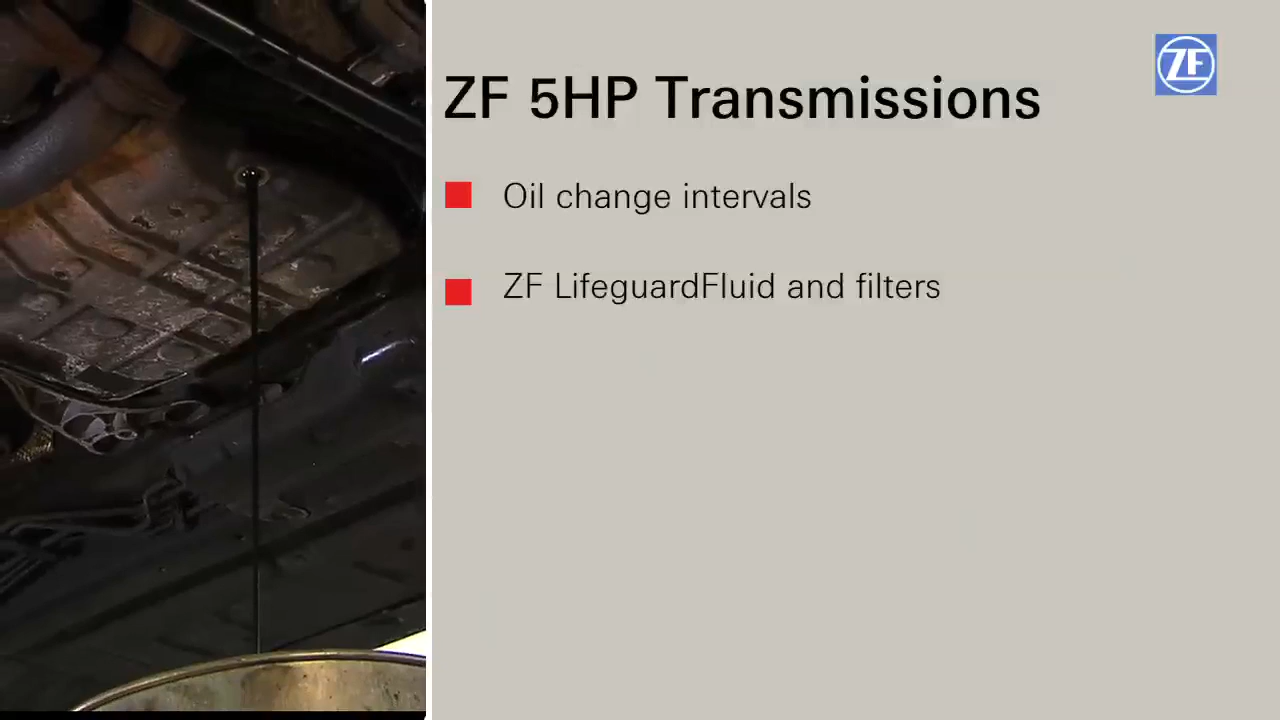 ZF
ZF 5HP Transmissions
Oil change intervals
ZF LifeguardFluid and filters